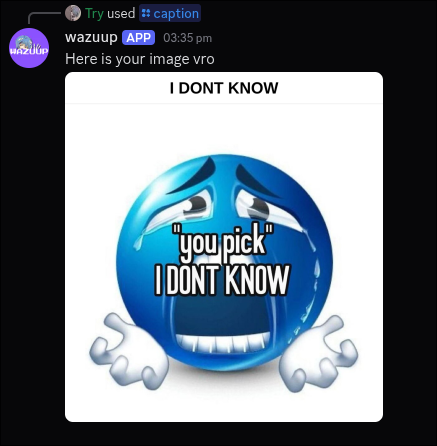 Try used caption
WAZUUP
wazuup APP 03:35 pm
Here is your image vro
I DONT KNOW
"you pick"
I DONT KNOW